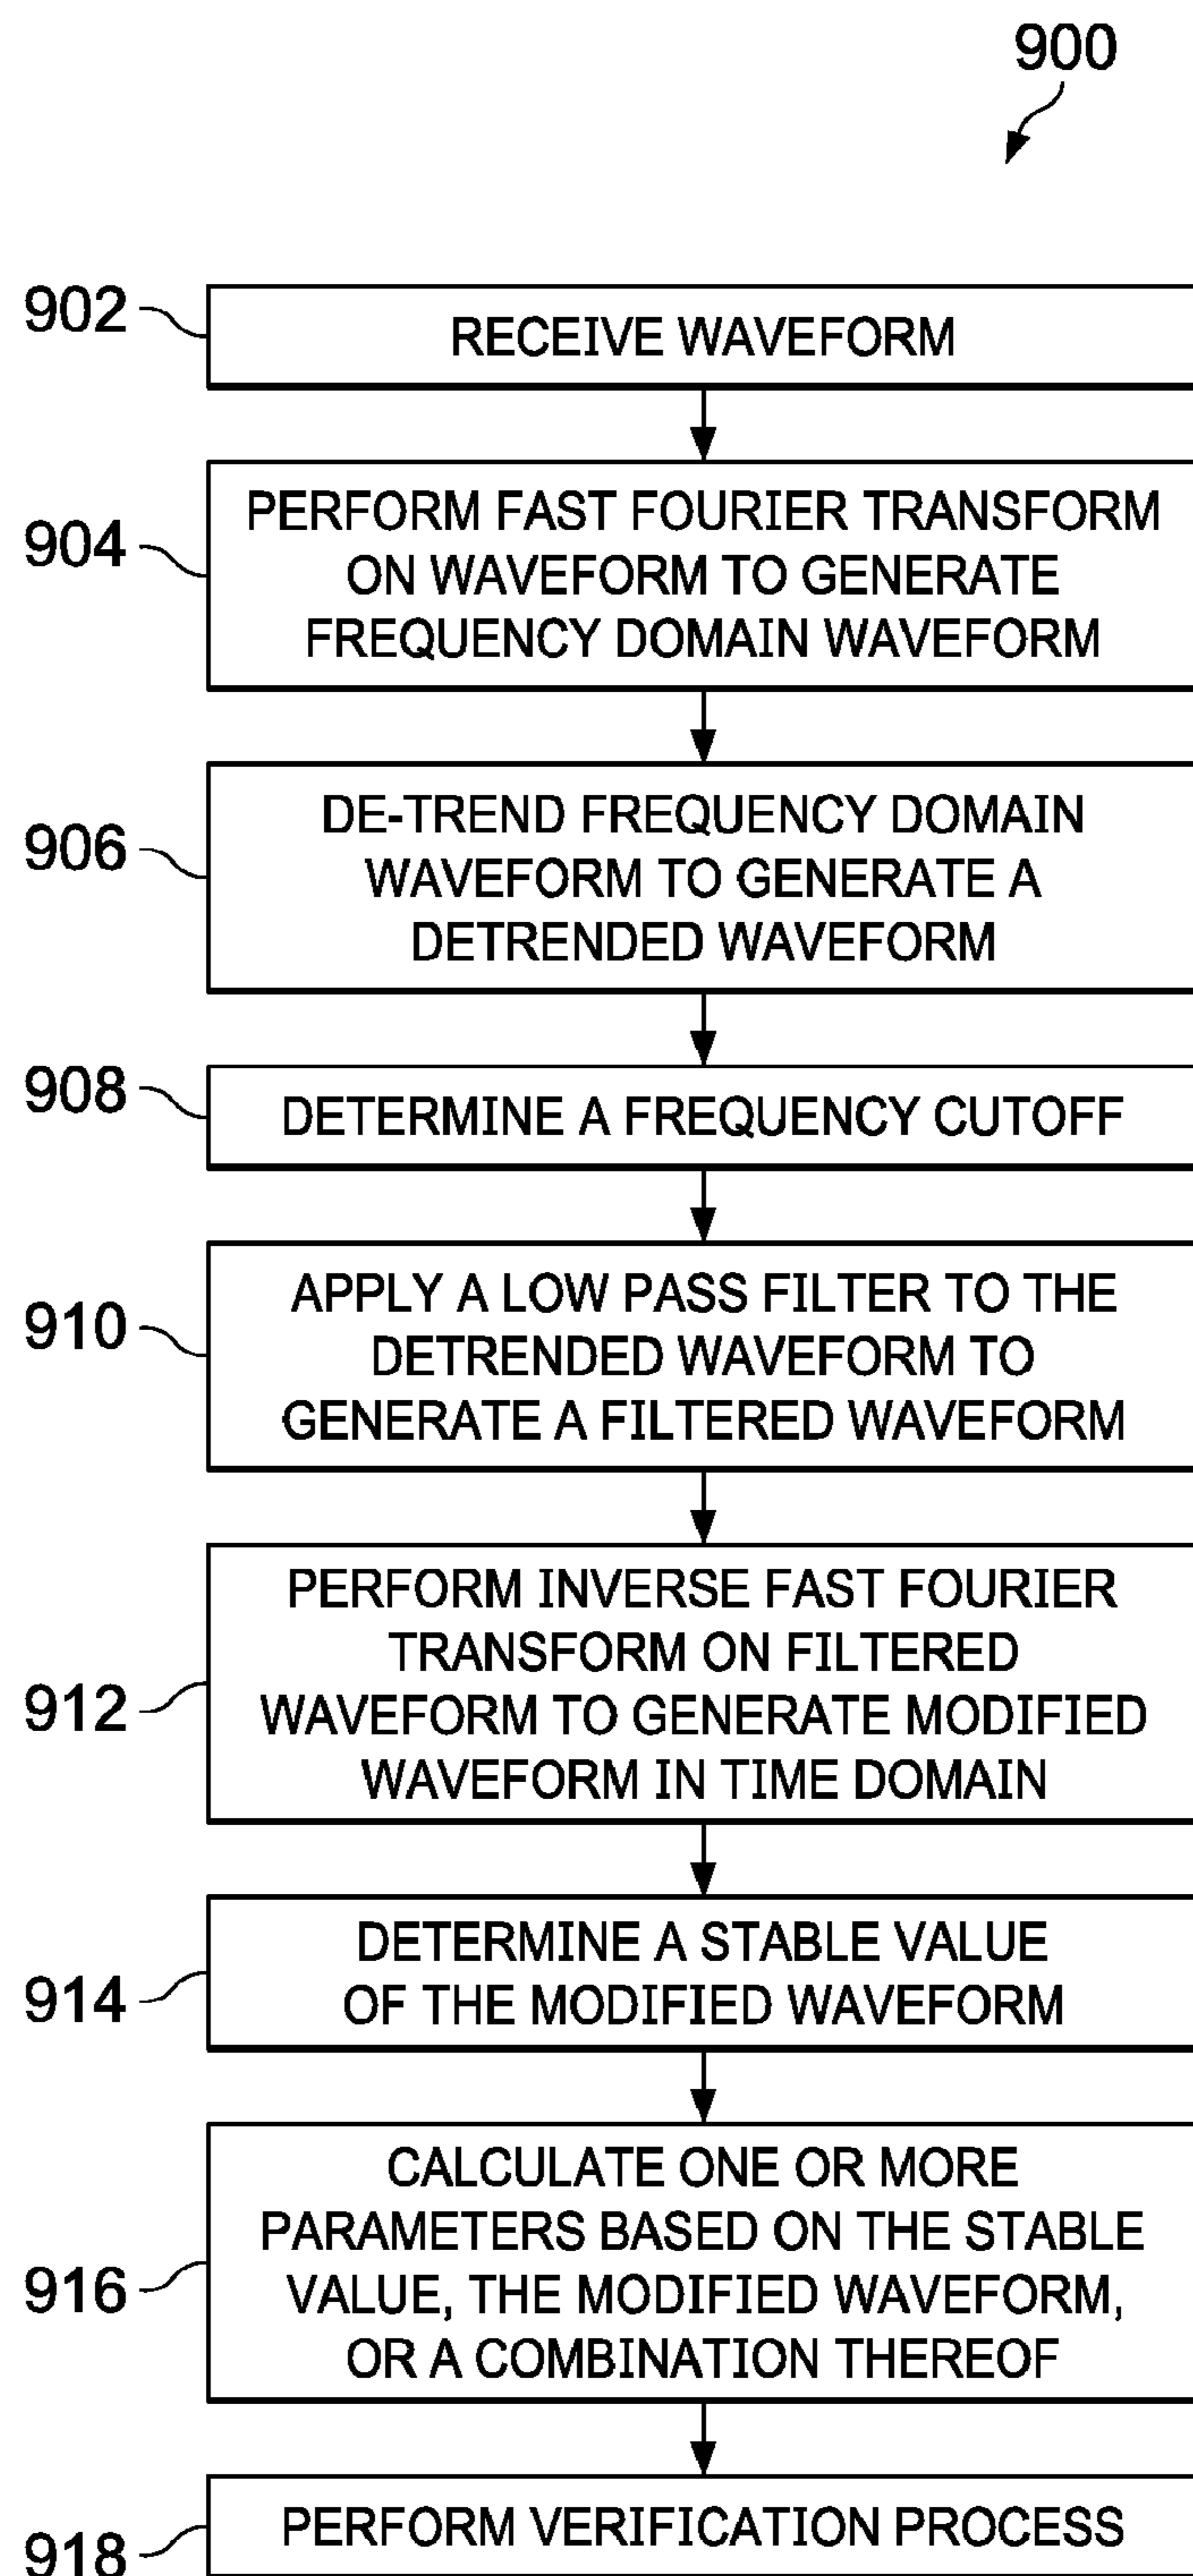 900
902
RECEIVE WAVEFORM
904
PERFORM FAST FOURIER TRANSFORM
ON WAVEFORM TO GENERATE
FREQUENCY DOMAIN WAVEFORM
906
DE-TREND FREQUENCY DOMAIN
WAVEFORM TO GENERATE A
DETRENDED WAVEFORM
908
DETERMINE A FREQUENCY CUTOFF
910
APPLY A LOW PASS FILTER TO THE
DETRENDED WAVEFORM TO
GENERATE A FILTERED WAVEFORM
912
PERFORM INVERSE FAST FOURIER
TRANSFORM ON FILTERED
WAVEFORM TO GENERATE MODIFIED
WAVEFORM IN TIME DOMAIN
914
DETERMINE A STABLE VALUE
OF THE MODIFIED WAVEFORM
916
CALCULATE ONE OR MORE
PARAMETERS BASED ON THE STABLE
VALUE, THE MODIFIED WAVEFORM,
OR A COMBINATION THEREOF
918
PERFORM VERIFICATION PROCESS